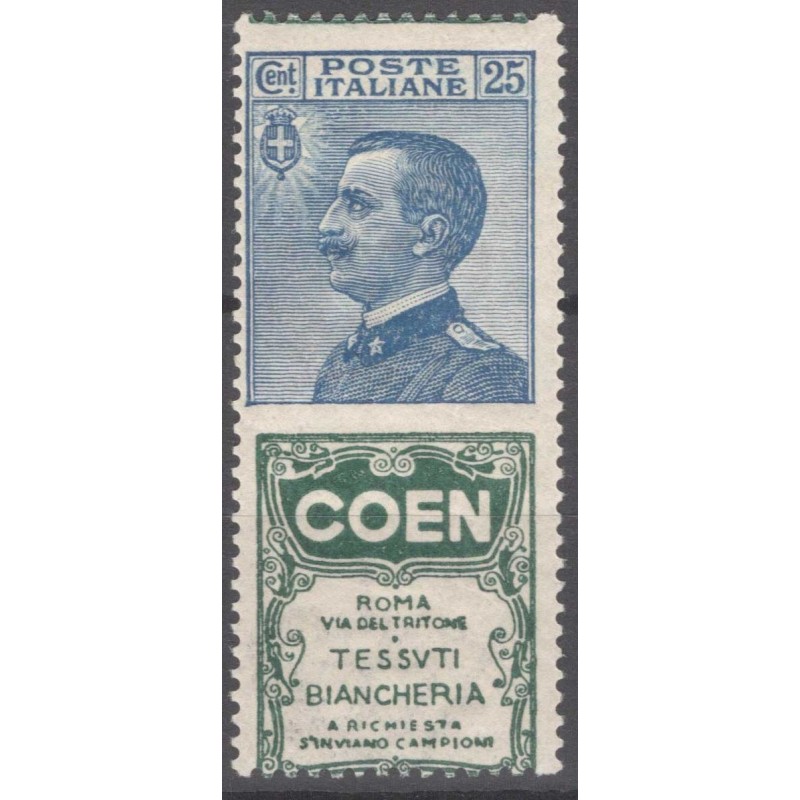 Cent. POSTE ITALIANE 25
COEN
ROMA
VIA DEL TRITONE
TESSVTI
BIANCHERIA
A RICHIESTA
S'INVIANO CAMPIONI